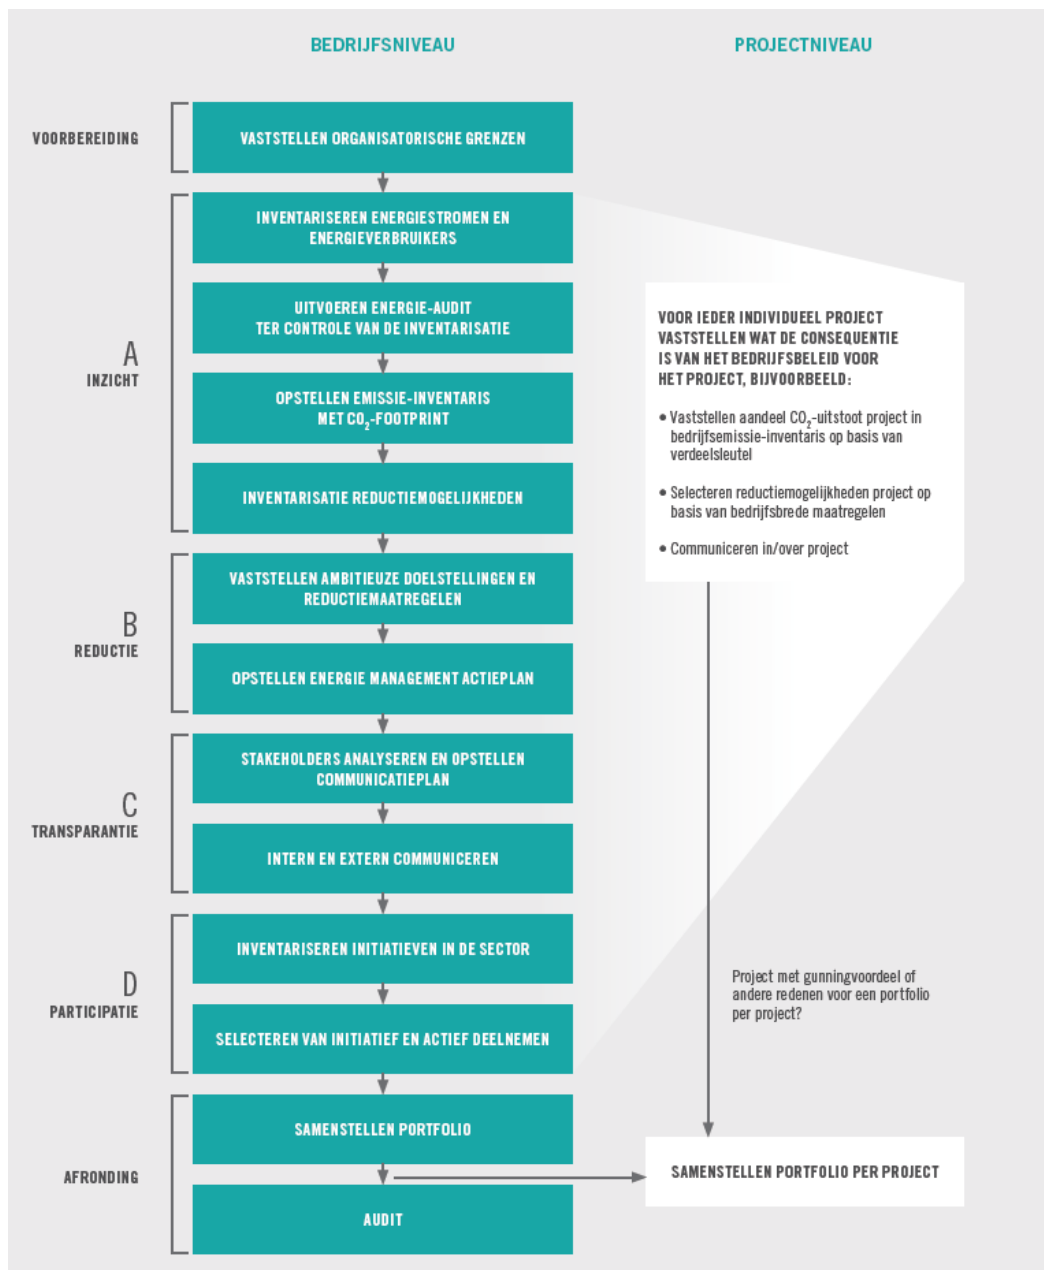 BEDRIJFSNIVEAU
PROJECTNIVEAU
VOORBEREIDING
VASTSTELLEN ORGANISATORISCHE GRENZEN
A
INZICHT
INVENTARISEREN ENERGIESTROMEN EN
ENERGIEVERBRUIKERS
UITVOEREN ENERGIE-AUDIT
TER CONTROLE VAN DE INVENTARISATIE
OPSTELLEN EMISSIE-INVENTARIS
MET CO₂-FOOTPRINT
INVENTARISATIE REDUCTIEMOGELIJKHEDEN
B
REDUCTIE
VASTSTELLEN AMBITIEUZE DOELSTELLINGEN EN
REDUCTIEMAATREGELEN
OPSTELLEN ENERGIE MANAGEMENT ACTIEPLAN
C
TRANSPARANTIE
STAKEHOLDERS ANALYSEREN EN OPSTELLEN
COMMUNICATIEPLAN
INTERN EN EXTERN COMMUNICEREN
D
PARTICIPATIE
INVENTARISEREN INITIATIEVEN IN DE SECTOR
SELECTEREN VAN INITIATIEF EN ACTIEF DEELNEMEN
AFRONDING
SAMENSTELLEN PORTFOLIO
AUDIT
VOOR IEDER INDIVIDUEEL PROJECT
VASTSTELLEN WAT DE CONSEQUENTIE
IS VAN HET BEDRIJFSBELEID VOOR
HET PROJECT, BIJVOORBEELD:
• Vaststellen aandeel CO₂-uitstoot project in
bedrijfsemissie-inventaris op basis van
verdeelsleutel
• Selecteren reductiemogelijkheden project op
basis van bedrijfsbrede maatregelen
• Communiceren in/over project
Project met gunningvoordeel of
andere redenen voor een portfolio
per project?
SAMENSTELLEN PORTFOLIO PER PROJECT